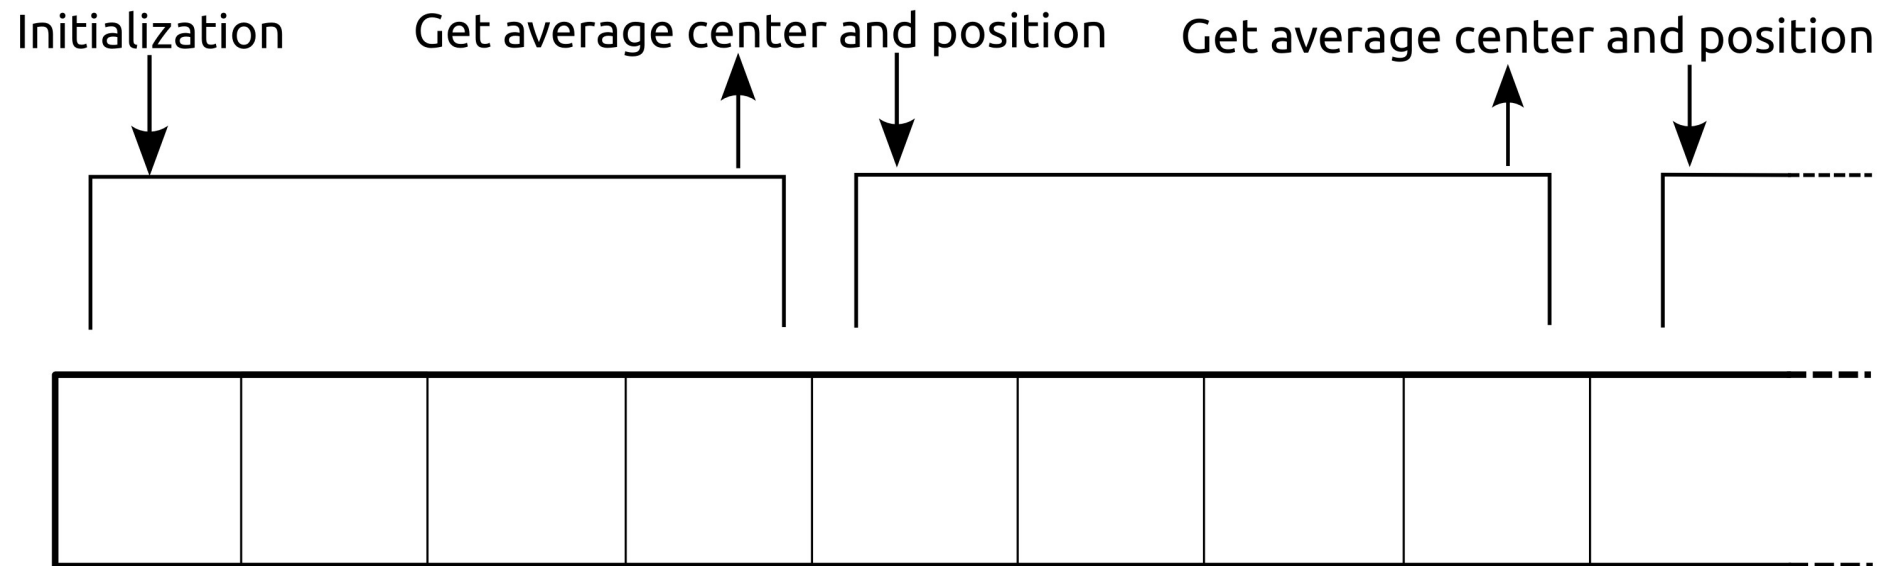 Initialization
Get average center and position
Get average center and position